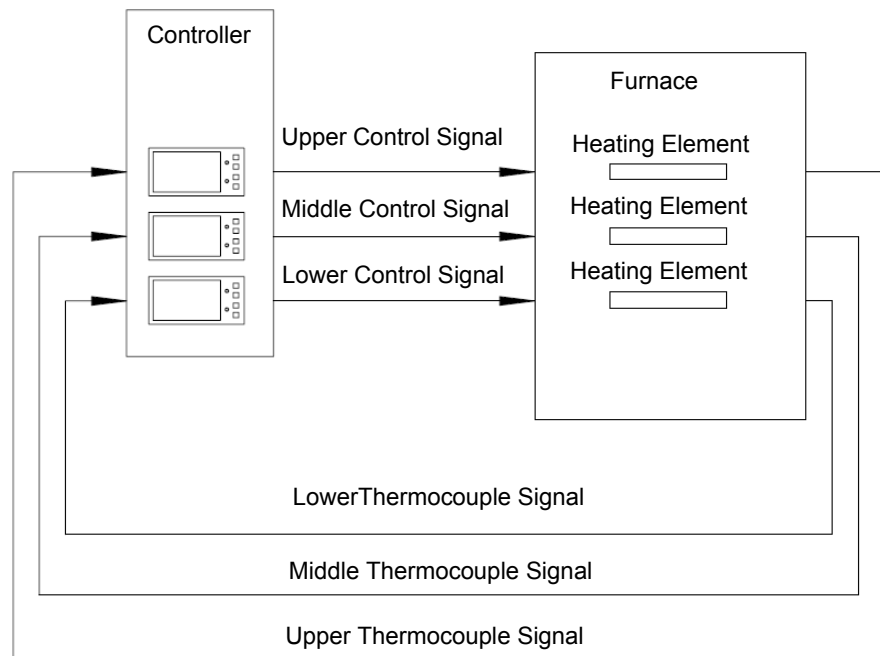 Controller
Furnace
Upper Control Signal
Heating Element
Middle Control Signal
Heating Element
Lower Control Signal
Heating Element
LowerThermocouple Signal
Middle Thermocouple Signal
Upper Thermocouple Signal